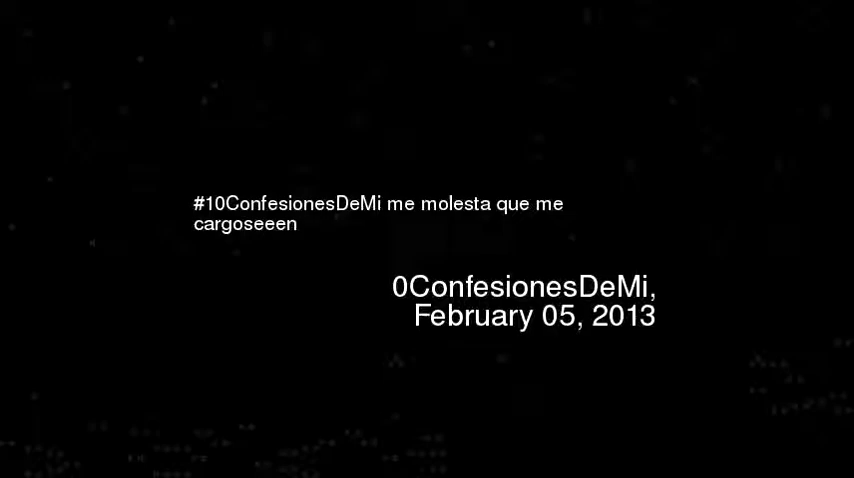 #10ConfesionesDeMi me molesta que me
cargoseeen
0ConfesionesDeMi,
February 05, 2013